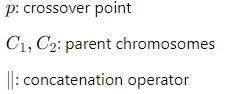 p: crossover point
C₁, C₂: parent chromosomes
||: concatenation operator